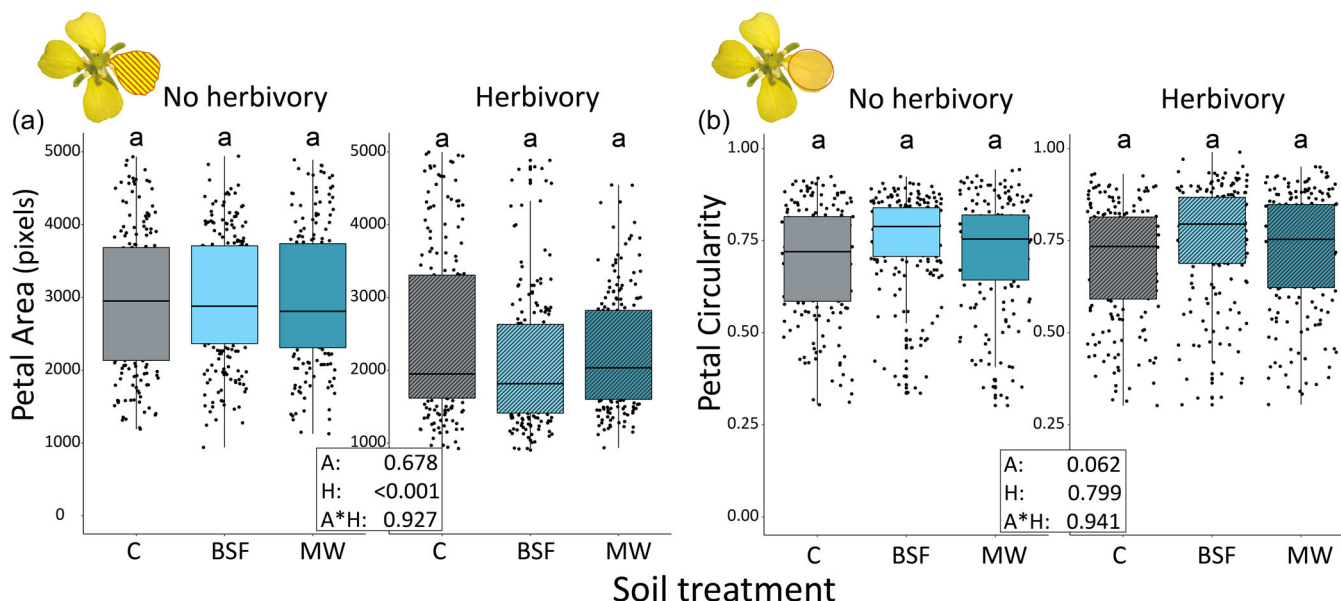 No herbivory
Herbivory
(a)
a a a
a a a
Petal Area (pixels)
5000
4000
3000
2000
1000
0
5000
4000
3000
2000
1000
A: 0.678
H: <0.001
A*H: 0.927
C BSF MW
C BSF MW
No herbivory
Herbivory
(b)
a a a
a a a
Petal Circularity
1.00
0.75
0.50
0.25
0.00
1.00
0.75
0.50
0.25
A: 0.062
H: 0.799
A*H: 0.941
C BSF MW
C BSF MW
Soil treatment